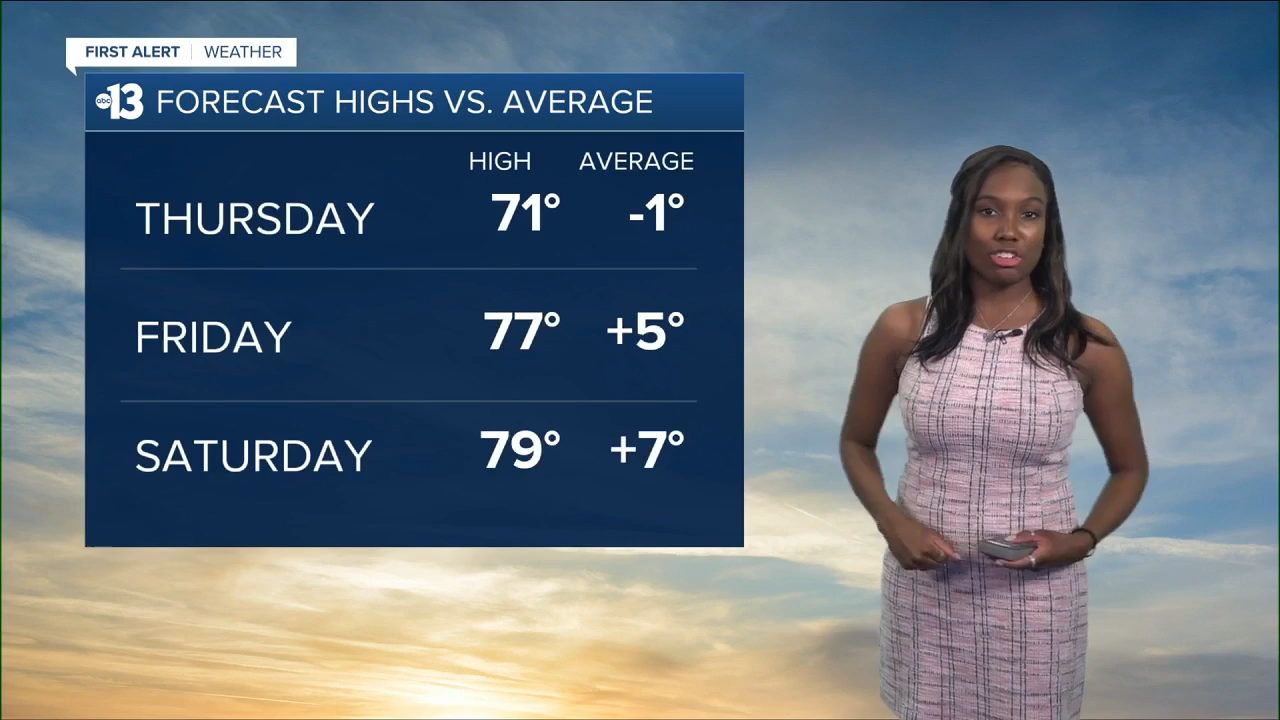 FIRST ALERT | WEATHER
abc 13 FORECAST HIGHS VS. AVERAGE
HIGH AVERAGE
THURSDAY 71° -1°
FRIDAY 77° +5°
SATURDAY 79° +7°